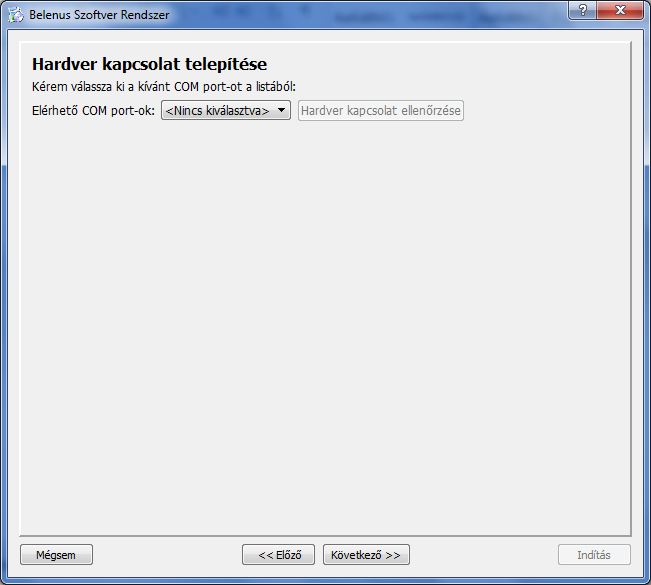 Belenus Szoftver Rendszer
Hardver kapcsolat telepítése
Kérem válassza ki a kívánt COM port-ot a listából:
Elérhető COM port-ok: <Nincs kiválasztva> Hardver kapcsolat ellenőrzése
Mégsem << Előző Következő >> Indítás